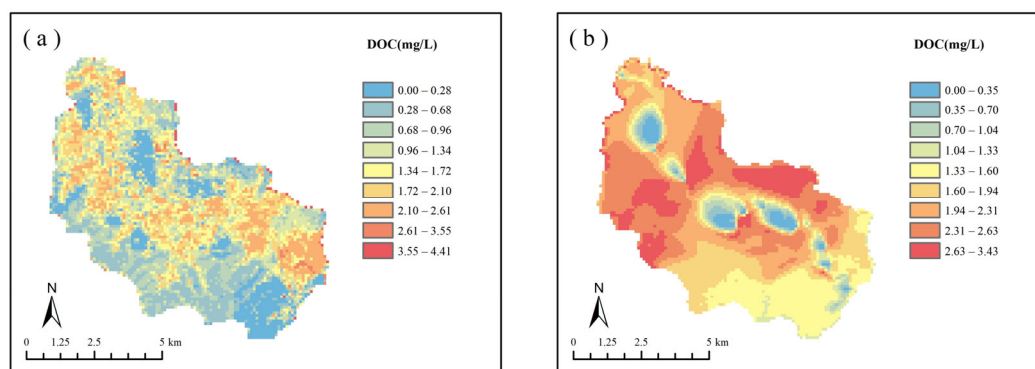 ( a )
DOC(mg/L)
0.00 – 0.28
0.28 – 0.68
0.68 – 0.96
0.96 – 1.34
1.34 – 1.72
1.72 – 2.10
2.10 – 2.61
2.61 – 3.55
3.55 – 4.41
N
0 1.25 2.5 5 km
( b )
DOC(mg/L)
0.00 – 0.35
0.35 – 0.70
0.70 – 1.04
1.04 – 1.33
1.33 – 1.60
1.60 – 1.94
1.94 – 2.31
2.31 – 2.63
2.63 – 3.43
N
0 1.25 2.5 5 km